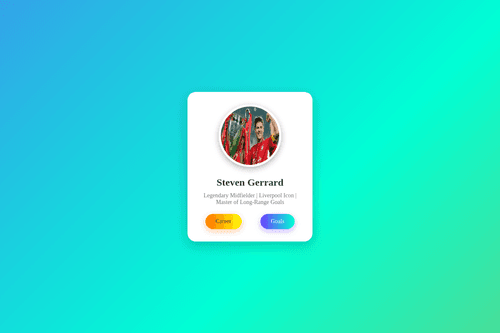 Steven Gerrard
Legendary Midfielder | Liverpool Icon |
Master of Long-Range Goals
Career
Goals